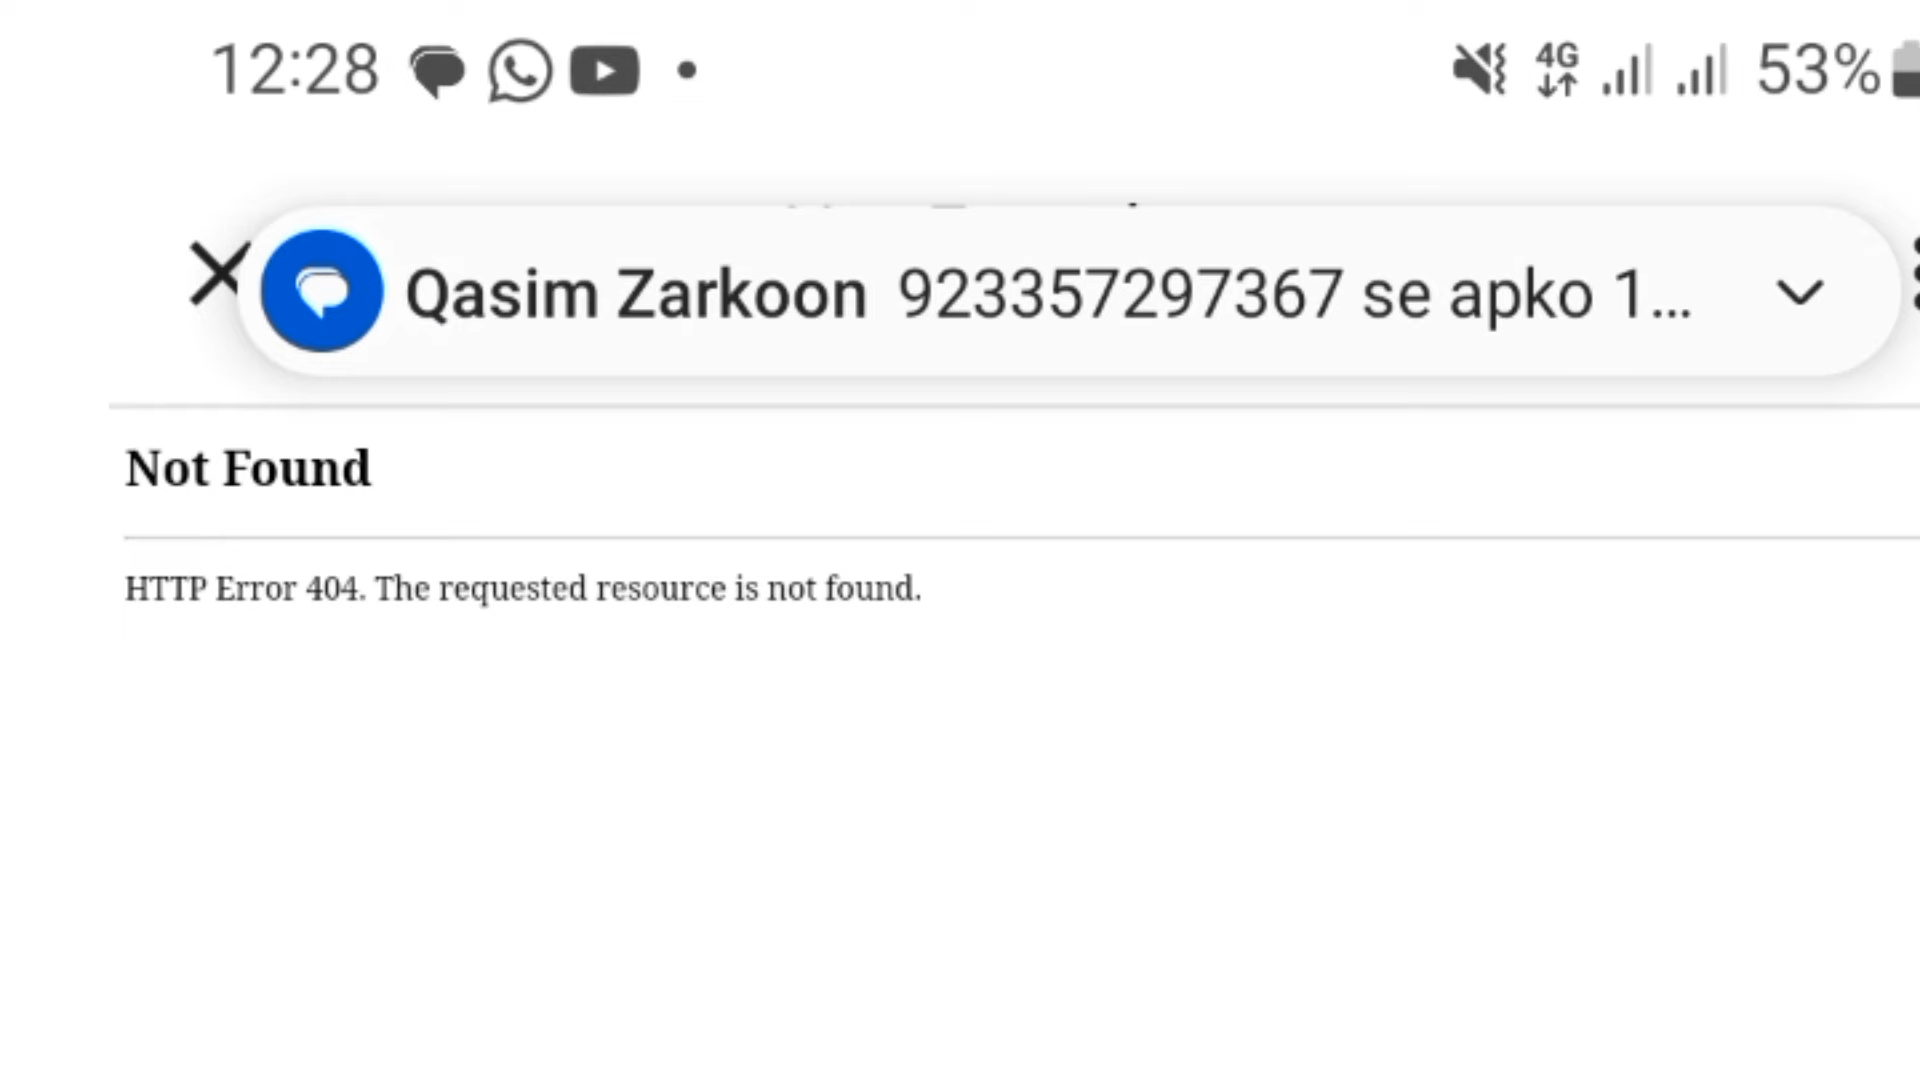 12:28 4G 53%
Qasim Zarkoon 923357297367 se apko 1...
Not Found
HTTP Error 404. The requested resource is not found.